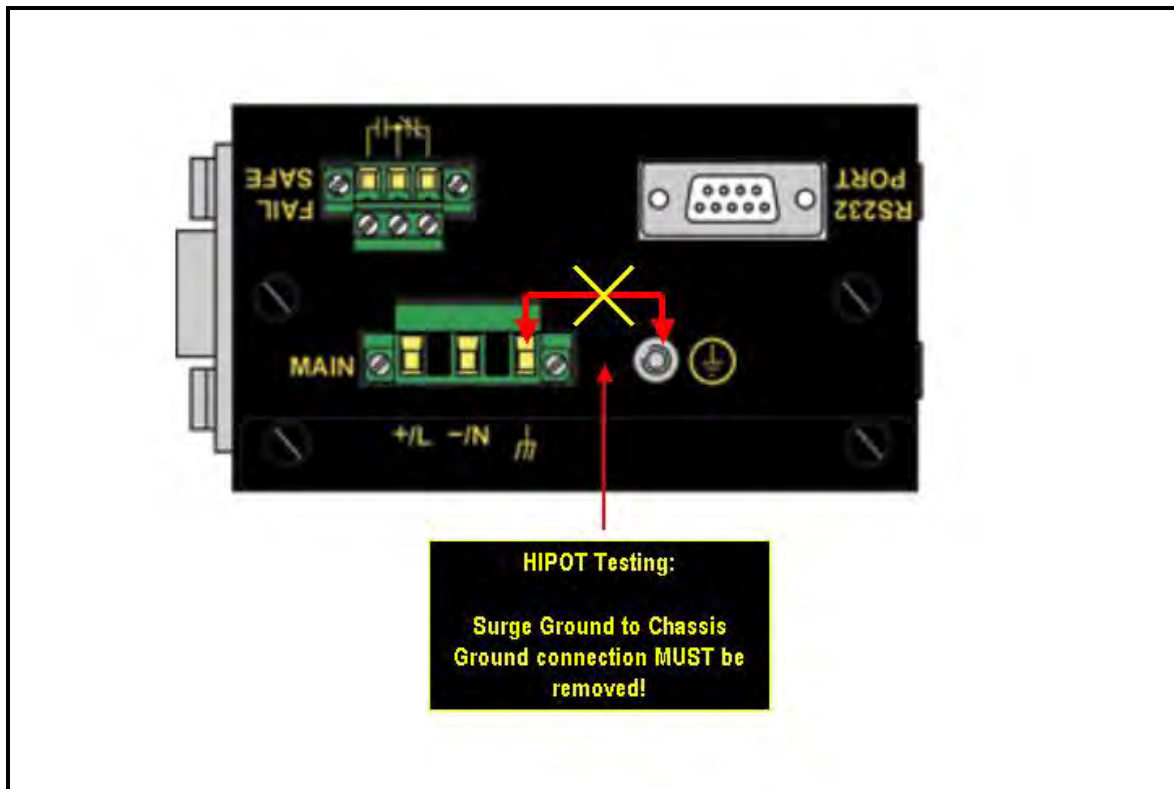 FAIL
SAFE
RS232
PORT
MAIN
+/L -/N
HIPOT Testing:
Surge Ground to Chassis
Ground connection MUST be
removed!